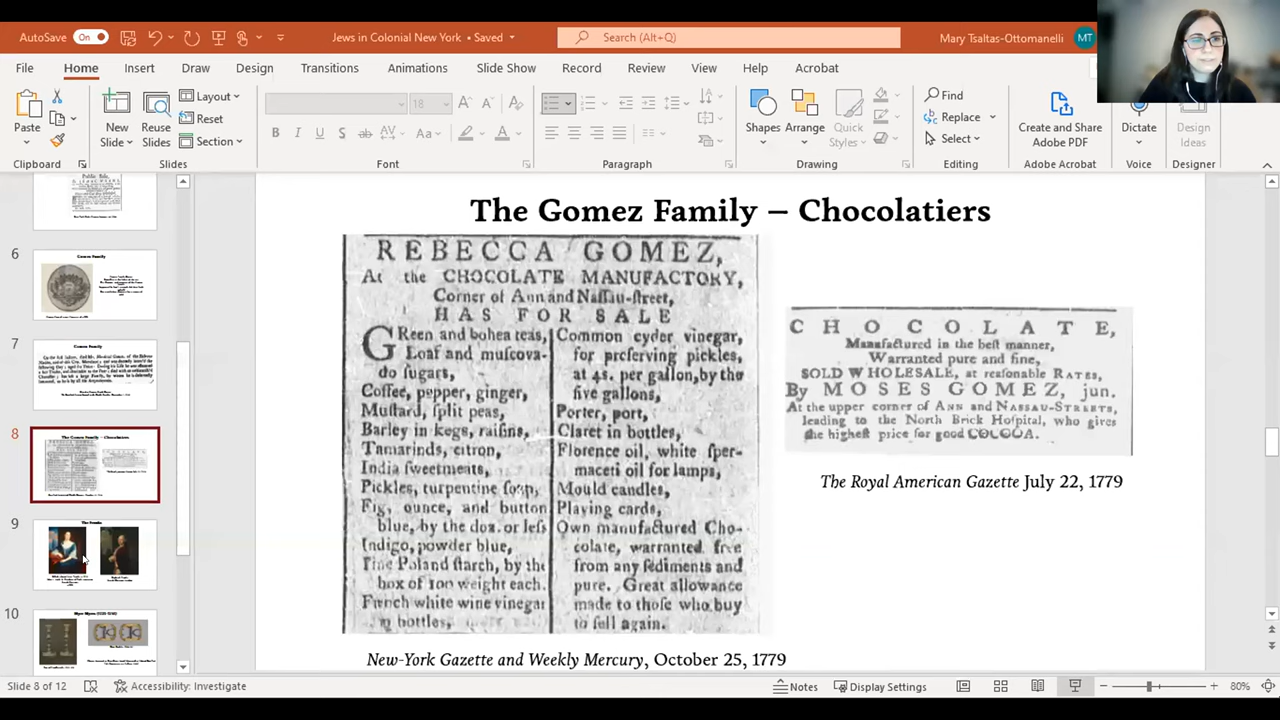 AutoSave On
Jews in Colonial New York • Saved
Search (Alt+Q)
Mary Tsaltas-Ottomanelli MT
File Home Insert Draw Design Transitions Animations Slide Show Record Review View Help Acrobat
Paste
New Slide
Reuse Slides
Layout
Reset
Section
18
Aa
Shapes
Arrange
Quick Styles
Find
Replace
Select
Create and Share Adobe PDF
Dictate
Design Ideas
Clipboard Slides Font Paragraph Drawing Editing Adobe Acrobat Voice Designer
6
7
8
9
10
The Gomez Family – Chocolatiers
REBECCA GOMEZ,
At the CHOCOLATE MANUFACTORY,
Corner of Ann and Naſſau-ſtreet,
HAS FOR SALE
GReen and bohea teas,
Loaf and muſcova-
do ſugars,
Coffee, pepper, ginger,
Muſtard, ſplit peas,
Barley in kegs, raiſins,
Tamarinds, citron,
India ſweetments,
Pickles, turpentine ſoap,
Fig, ounce, and button
blue, by the doz. or leſs
Indigo, powder blue,
Fine Poland ſtarch, by the
box of 100 weight each.
French white wine vinegar
in bottles,
Common cyder vinegar,
for preſerving pickles,
at 4s. per gallon, by the
five gallons,
Porter, port,
Claret in bottles,
Florence oil, white ſper-
maceti oil for lamps,
Mould candles,
Playing cards,
Own manufactured Cho-
colate, warranted free
from any ſediments and
pure. Great allowance
made to thoſe who buy
to ſell again.
New-York Gazette and Weekly Mercury, October 25, 1779
CHOCOLATE,
Manufactured in the beſt manner,
Warranted pure and fine,
SOLD WHOLESALE, at reaſonable RATES,
By MOSES GOMEZ, jun.
At the upper corner of ANN and NASSAU-STREETS,
leading to the North Brick Hoſpital, who gives
the higheſt price for good COCOA.
The Royal American Gazette July 22, 1779
Slide 8 of 12
Accessibility: Investigate
Notes
Display Settings
80%